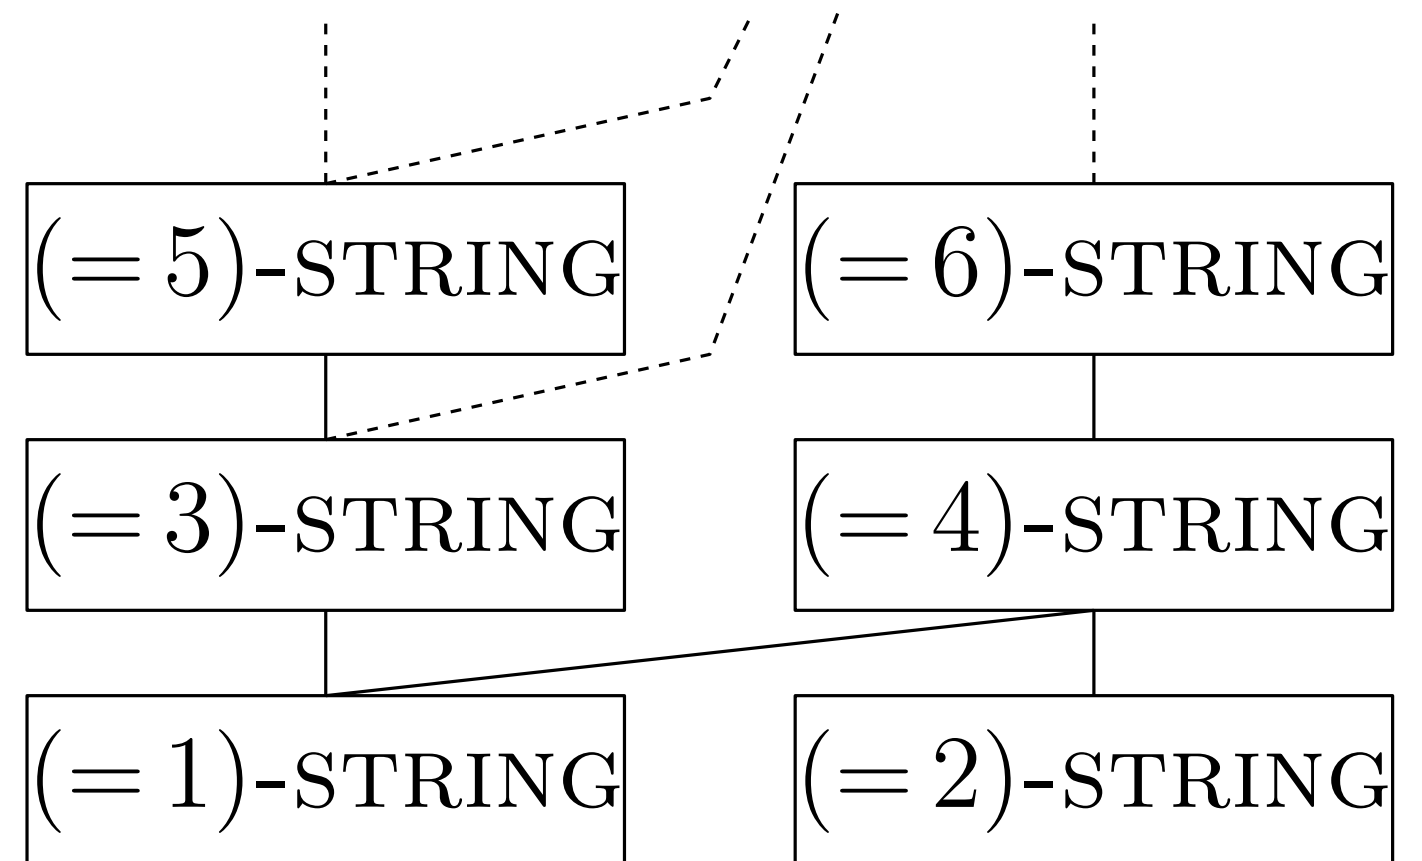 (= 5)-STRING (= 6)-STRING
(= 3)-STRING (= 4)-STRING
(= 1)-STRING (= 2)-STRING